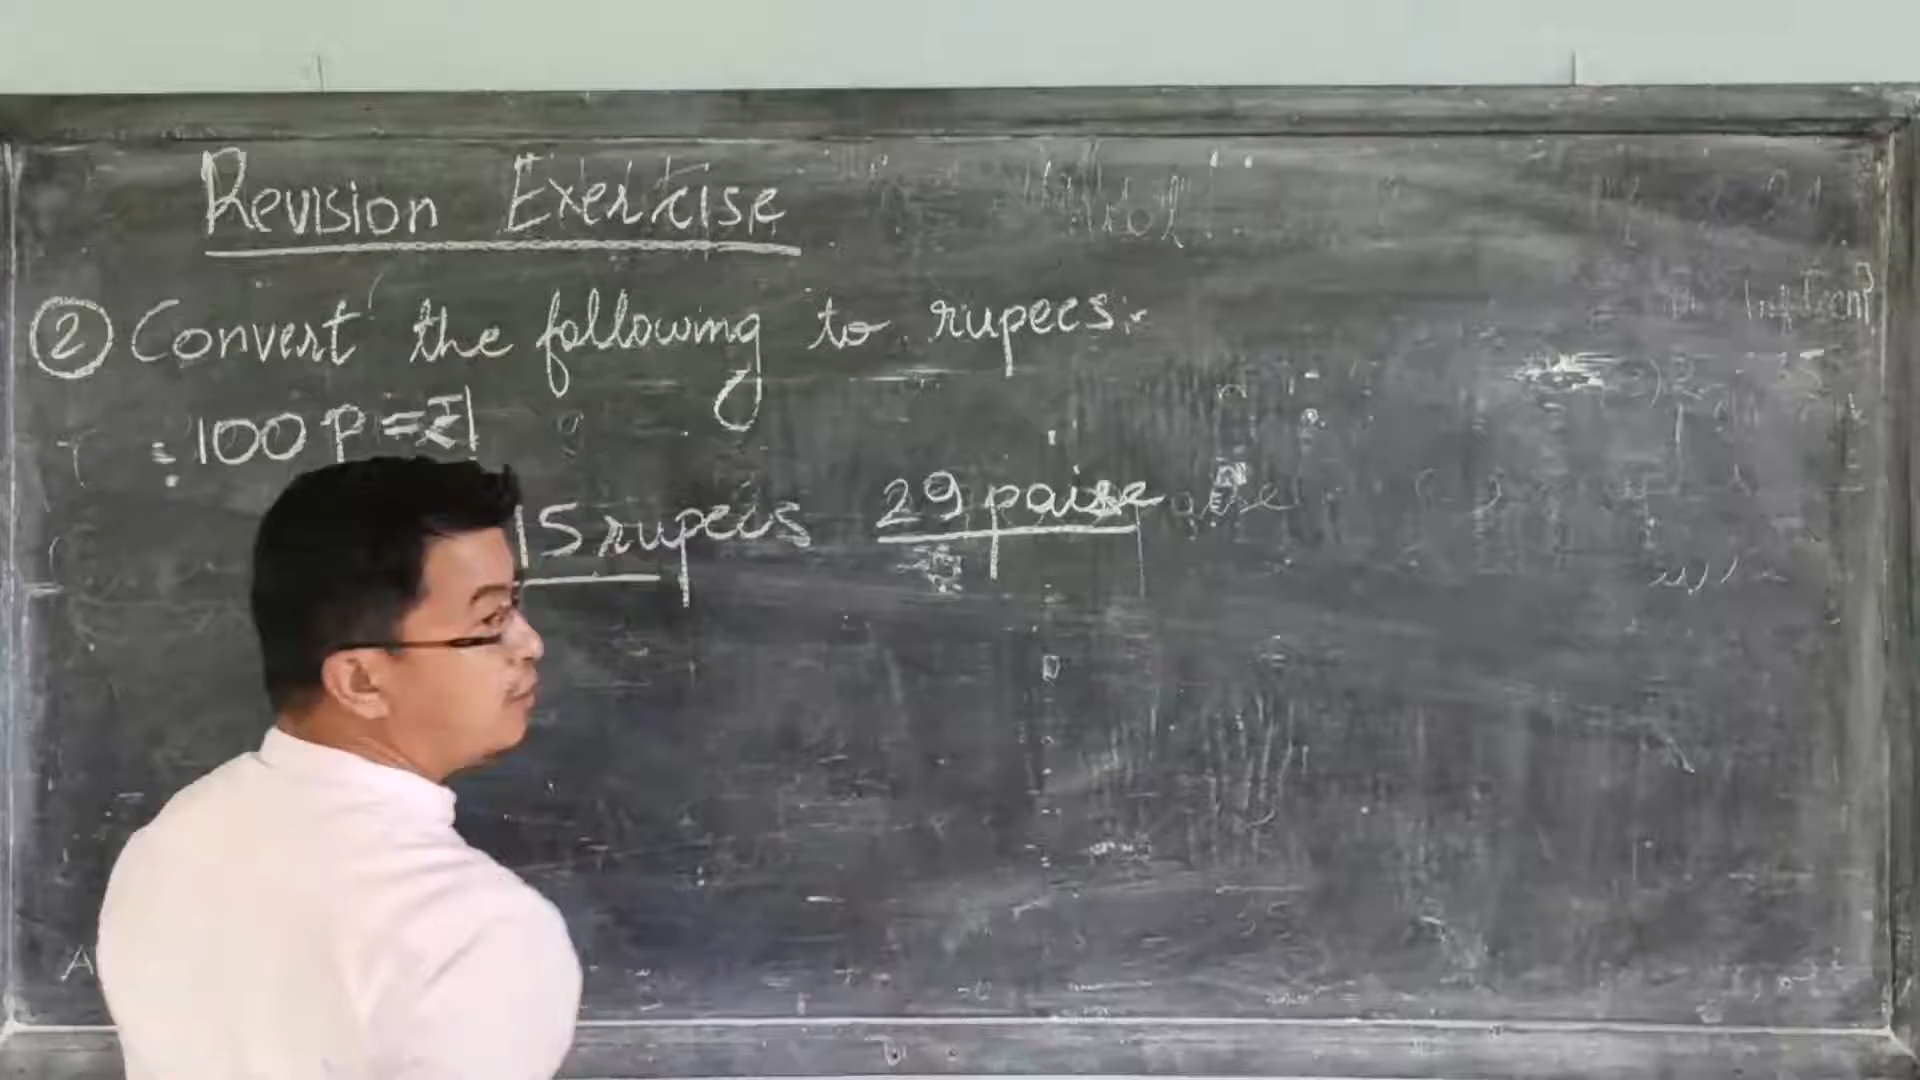 Revision Exercise
② Convert the following to rupees:-
: 100 P = ₹1
15 rupees 29 paise